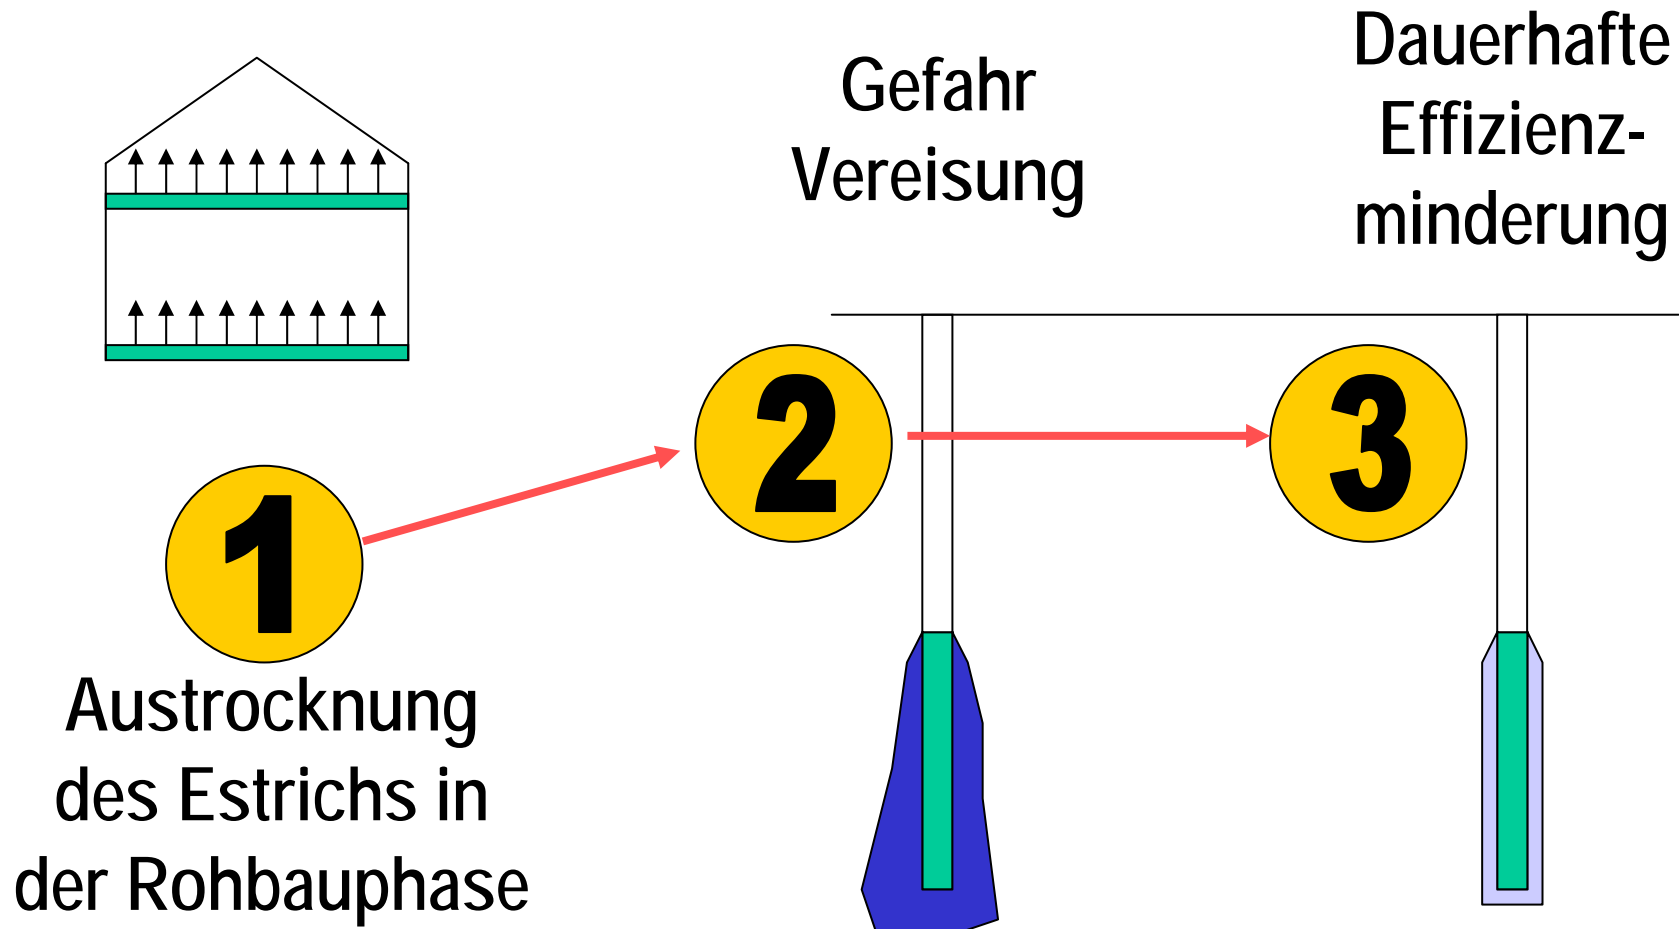 1
Austrocknung
des Estrichs in
der Rohbauphase
Gefahr
Vereisung
2
Dauerhafte
Effizienz-
minderung
3